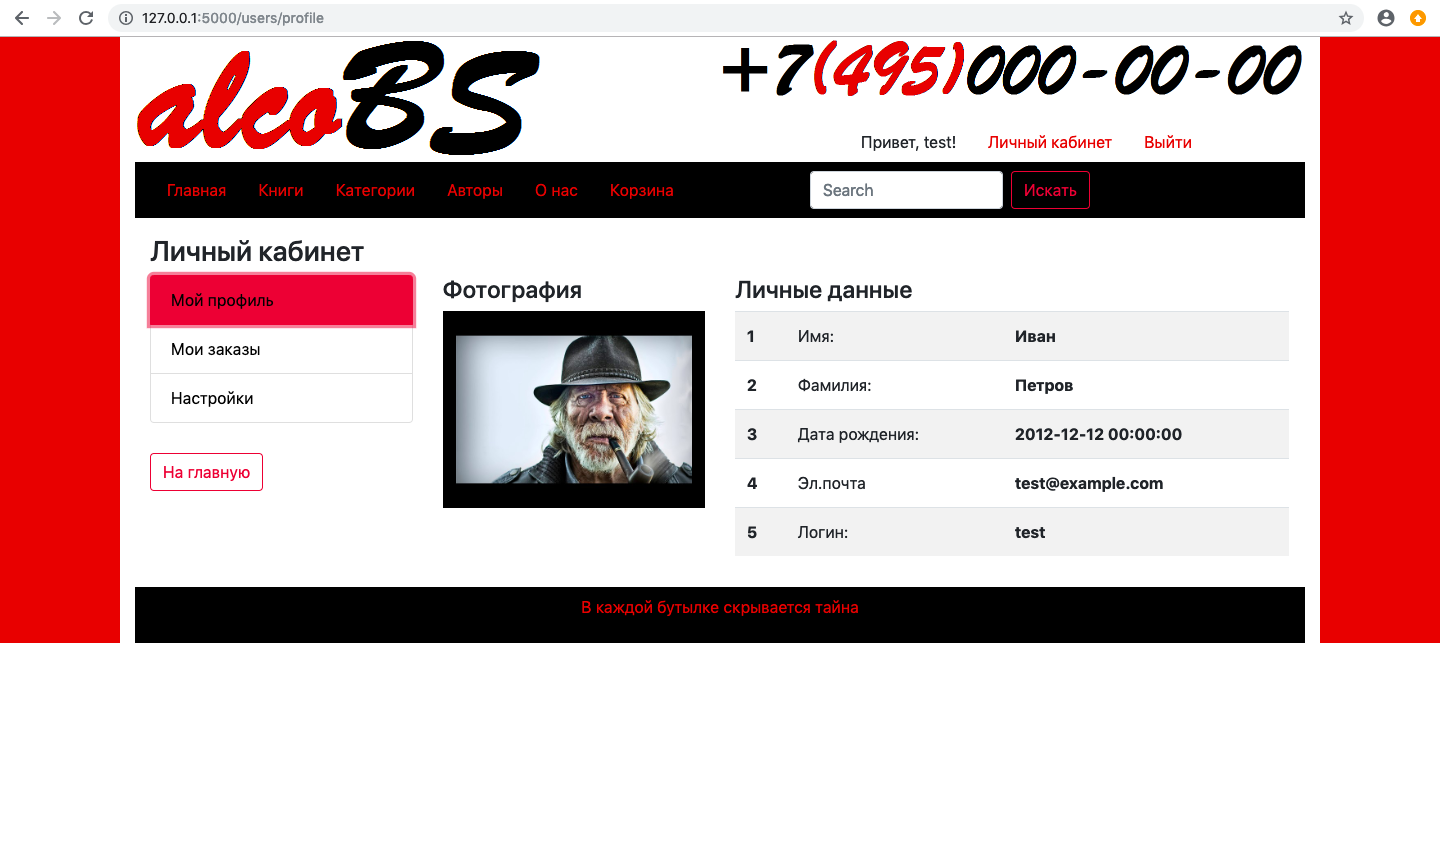 127.0.0.1:5000/users/profile
alcoBS
+7(495)000-00-00
Привет, test! Личный кабинет Выйти
Главная Книги Категории Авторы О нас Корзина Search Искать
Личный кабинет
Мой профиль
Мои заказы
Настройки
На главную
Фотография
Личные данные
1 Имя: Иван
2 Фамилия: Петров
3 Дата рождения: 2012-12-12 00:00:00
4 Эл.почта test@example.com
5 Логин: test
В каждой бутылке скрывается тайна